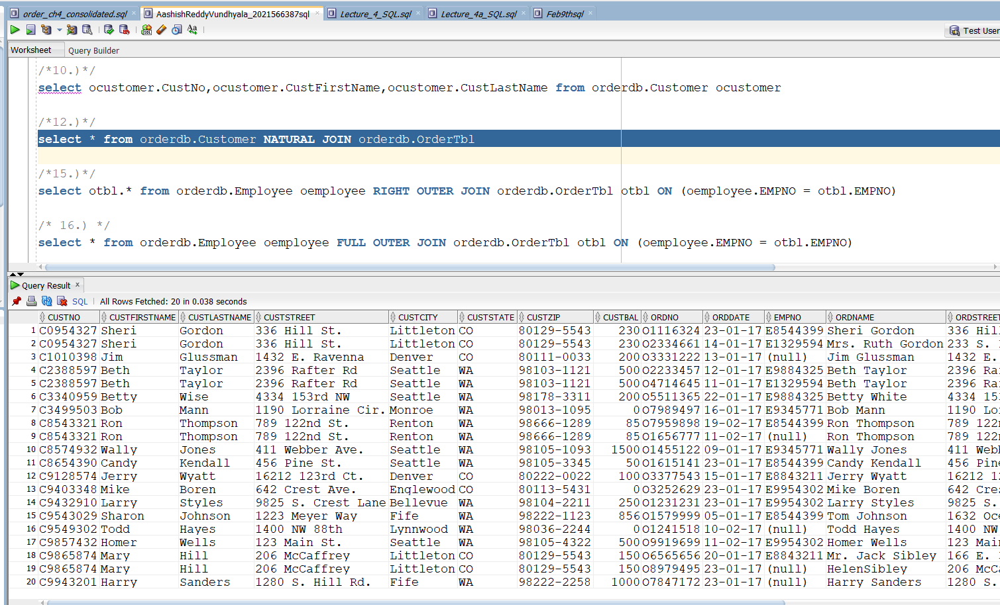 order_ch4_consolidated.sql AashishReddyVundhyala_2021566387sql Lecture_4_SQL.sql Lecture_4a_SQL.sql Feb9thsql
Test User
Worksheet Query Builder
/*10.)*/
select ocustomer.CustNo,ocustomer.CustFirstName,ocustomer.CustLastName from orderdb.Customer ocustomer
/*12.)*/
select * from orderdb.Customer NATURAL JOIN orderdb.OrderTbl
/*15.)*/
select otbl.* from orderdb.Employee oemployee RIGHT OUTER JOIN orderdb.OrderTbl otbl ON (oemployee.EMPNO = otbl.EMPNO)
/* 16.) */
select * from orderdb.Employee oemployee FULL OUTER JOIN orderdb.OrderTbl otbl ON (oemployee.EMPNO = otbl.EMPNO)
Query Result
SQL All Rows Fetched: 20 in 0.038 seconds
CUSTNO CUSTFIRSTNAME CUSTLASTNAME CUSTSTREET CUSTCITY CUSTSTATE CUSTZIP CUSTBAL ORDNO ORDDATE EMPNO ORDNAME ORDSTREET
1 C0954327 Sheri Gordon 336 Hill St. Littleton CO 80129-5543 230 O1116324 23-01-17 E8544399 Sheri Gordon 336 Hil
2 C0954327 Sheri Gordon 336 Hill St. Littleton CO 80129-5543 230 O2334661 14-01-17 E1329594 Mrs. Ruth Gordon 233 S.
3 C1010398 Jim Glussman 1432 E. Ravenna Denver CO 80111-0033 200 O3331222 13-01-17 (null) Jim Glussman 1432 E.
4 C2388597 Beth Taylor 2396 Rafter Rd Seattle WA 98103-1121 500 O2233457 12-01-17 E9884325 Beth Taylor 2396 Ra
5 C2388597 Beth Taylor 2396 Rafter Rd Seattle WA 98103-1121 500 O4714645 11-01-17 E1329594 Beth Taylor 2396 Ra
6 C3340959 Betty Wise 4334 153rd NW Seattle WA 98178-3311 200 O5511365 22-01-17 E9884325 Betty White 4334 15
7 C3499503 Bob Mann 1190 Lorraine Cir. Monroe WA 98013-1095 0 O7989497 16-01-17 E9345771 Bob Mann 1190 Lo
8 C8543321 Ron Thompson 789 122nd St. Renton WA 98666-1289 85 O7959898 19-02-17 E8544399 Ron Thompson 789 122
9 C8543321 Ron Thompson 789 122nd St. Renton WA 98666-1289 85 O1656777 11-02-17 (null) Ron Thompson 789 122
10 C8574932 Wally Jones 411 Webber Ave. Seattle WA 98105-1093 1500 O1455122 09-01-17 E9345771 Wally Jones 411 Web
11 C8654390 Candy Kendall 456 Pine St. Seattle WA 98105-3345 50 O1615141 23-01-17 E8544399 Candy Kendall 456 Pin
12 C9128574 Jerry Wyatt 16212 123rd Ct. Denver CO 80222-0022 100 O3377543 15-01-17 E8843211 Jerry Wyatt 16212 1
13 C9403348 Mike Boren 642 Crest Ave. Englewood CO 80113-5431 0 O3252629 23-01-17 E9954302 Mike Boren 642 Cre
14 C9432910 Larry Styles 9825 S. Crest Lane Bellevue WA 98104-2211 250 O1231231 23-01-17 E9954302 Larry Styles 9825 S.
15 C9543029 Sharon Johnson 1223 Meyer Way Fife WA 98222-1123 856 O1579999 05-01-17 E8544399 Tom Johnson 1632 Oc
16 C9549302 Todd Hayes 1400 NW 88th Lynnwood WA 98036-2244 0 O1241518 10-02-17 (null) Todd Hayes 1400 NW
17 C9857432 Homer Wells 123 Main St. Seattle WA 98105-4322 500 O9919699 11-02-17 E9954302 Homer Wells 123 Mai
18 C9865874 Mary Hill 206 McCaffrey Littleton CO 80129-5543 150 O6565656 20-01-17 E8843211 Mr. Jack Sibley 166 E.
19 C9865874 Mary Hill 206 McCaffrey Littleton CO 80129-5543 150 O8979495 23-01-17 (null) HelenSibley 206 McC
20 C9943201 Harry Sanders 1280 S. Hill Rd. Fife WA 98222-2258 1000 O7847172 23-01-17 (null) Harry Sanders 1280 S.